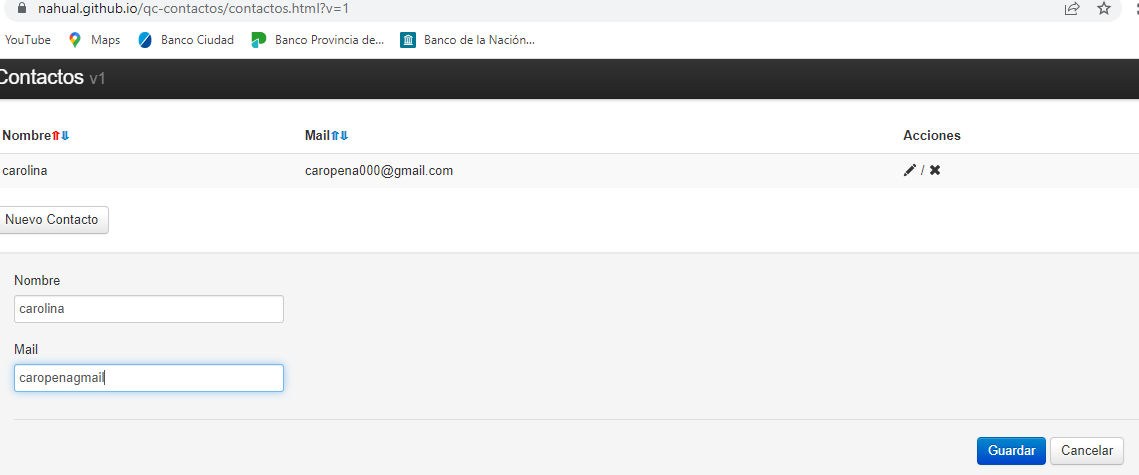 nahual.github.io/qc-contactos/contactos.html?v=1
YouTube Maps Banco Ciudad Banco Provincia de... Banco de la Nación...
Contactos v1
Nombre Mail Acciones
carolina caropena000@gmail.com /
Nuevo Contacto
Nombre
carolina
Mail
caropenagmail
Guardar Cancelar